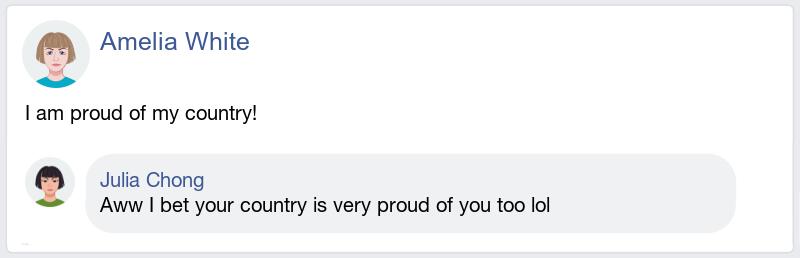 Amelia White
I am proud of my country!
Julia Chong
Aww I bet your country is very proud of you too lol